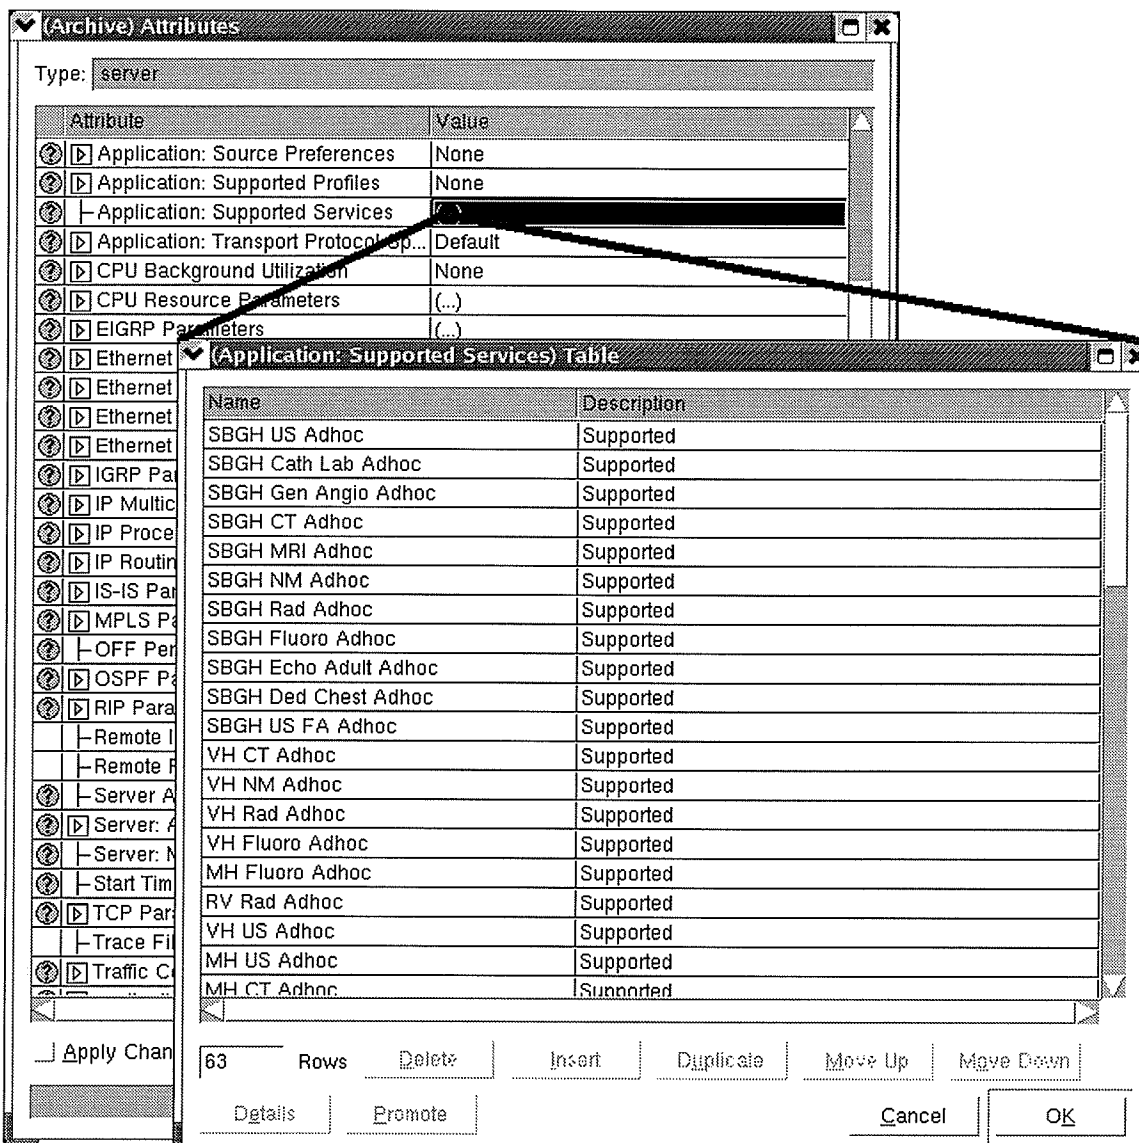 (Archive) Attributes
Type: server
Attribute Value
Application: Source Preferences None
Application: Supported Profiles None
Application: Supported Services (...)
Application: Transport Protocol Sp... Default
CPU Background Utilization None
CPU Resource Parameters (...)
EIGRP Parameters (...)
Ethernet
Ethernet
Ethernet
Ethernet
IGRP Par
IP Multic
IP Proce
IP Routin
IS-IS Par
MPLS Pa
OFF Per
OSPF Pa
RIP Para
Remote I
Remote F
Server A
Server: A
Server: N
Start Tim
TCP Para
Trace Fil
Traffic C
Apply Chan
(Application: Supported Services) Table
Name Description
SBGH US Adhoc Supported
SBGH Cath Lab Adhoc Supported
SBGH Gen Angio Adhoc Supported
SBGH CT Adhoc Supported
SBGH MRI Adhoc Supported
SBGH NM Adhoc Supported
SBGH Rad Adhoc Supported
SBGH Fluoro Adhoc Supported
SBGH Echo Adult Adhoc Supported
SBGH Ded Chest Adhoc Supported
SBGH US FA Adhoc Supported
VH CT Adhoc Supported
VH NM Adhoc Supported
VH Rad Adhoc Supported
VH Fluoro Adhoc Supported
MH Fluoro Adhoc Supported
RV Rad Adhoc Supported
VH US Adhoc Supported
MH US Adhoc Supported
MH CT Adhoc Supported
63 Rows Delete Insert Duplicate Move Up Move Down
Details Promote Cancel OK